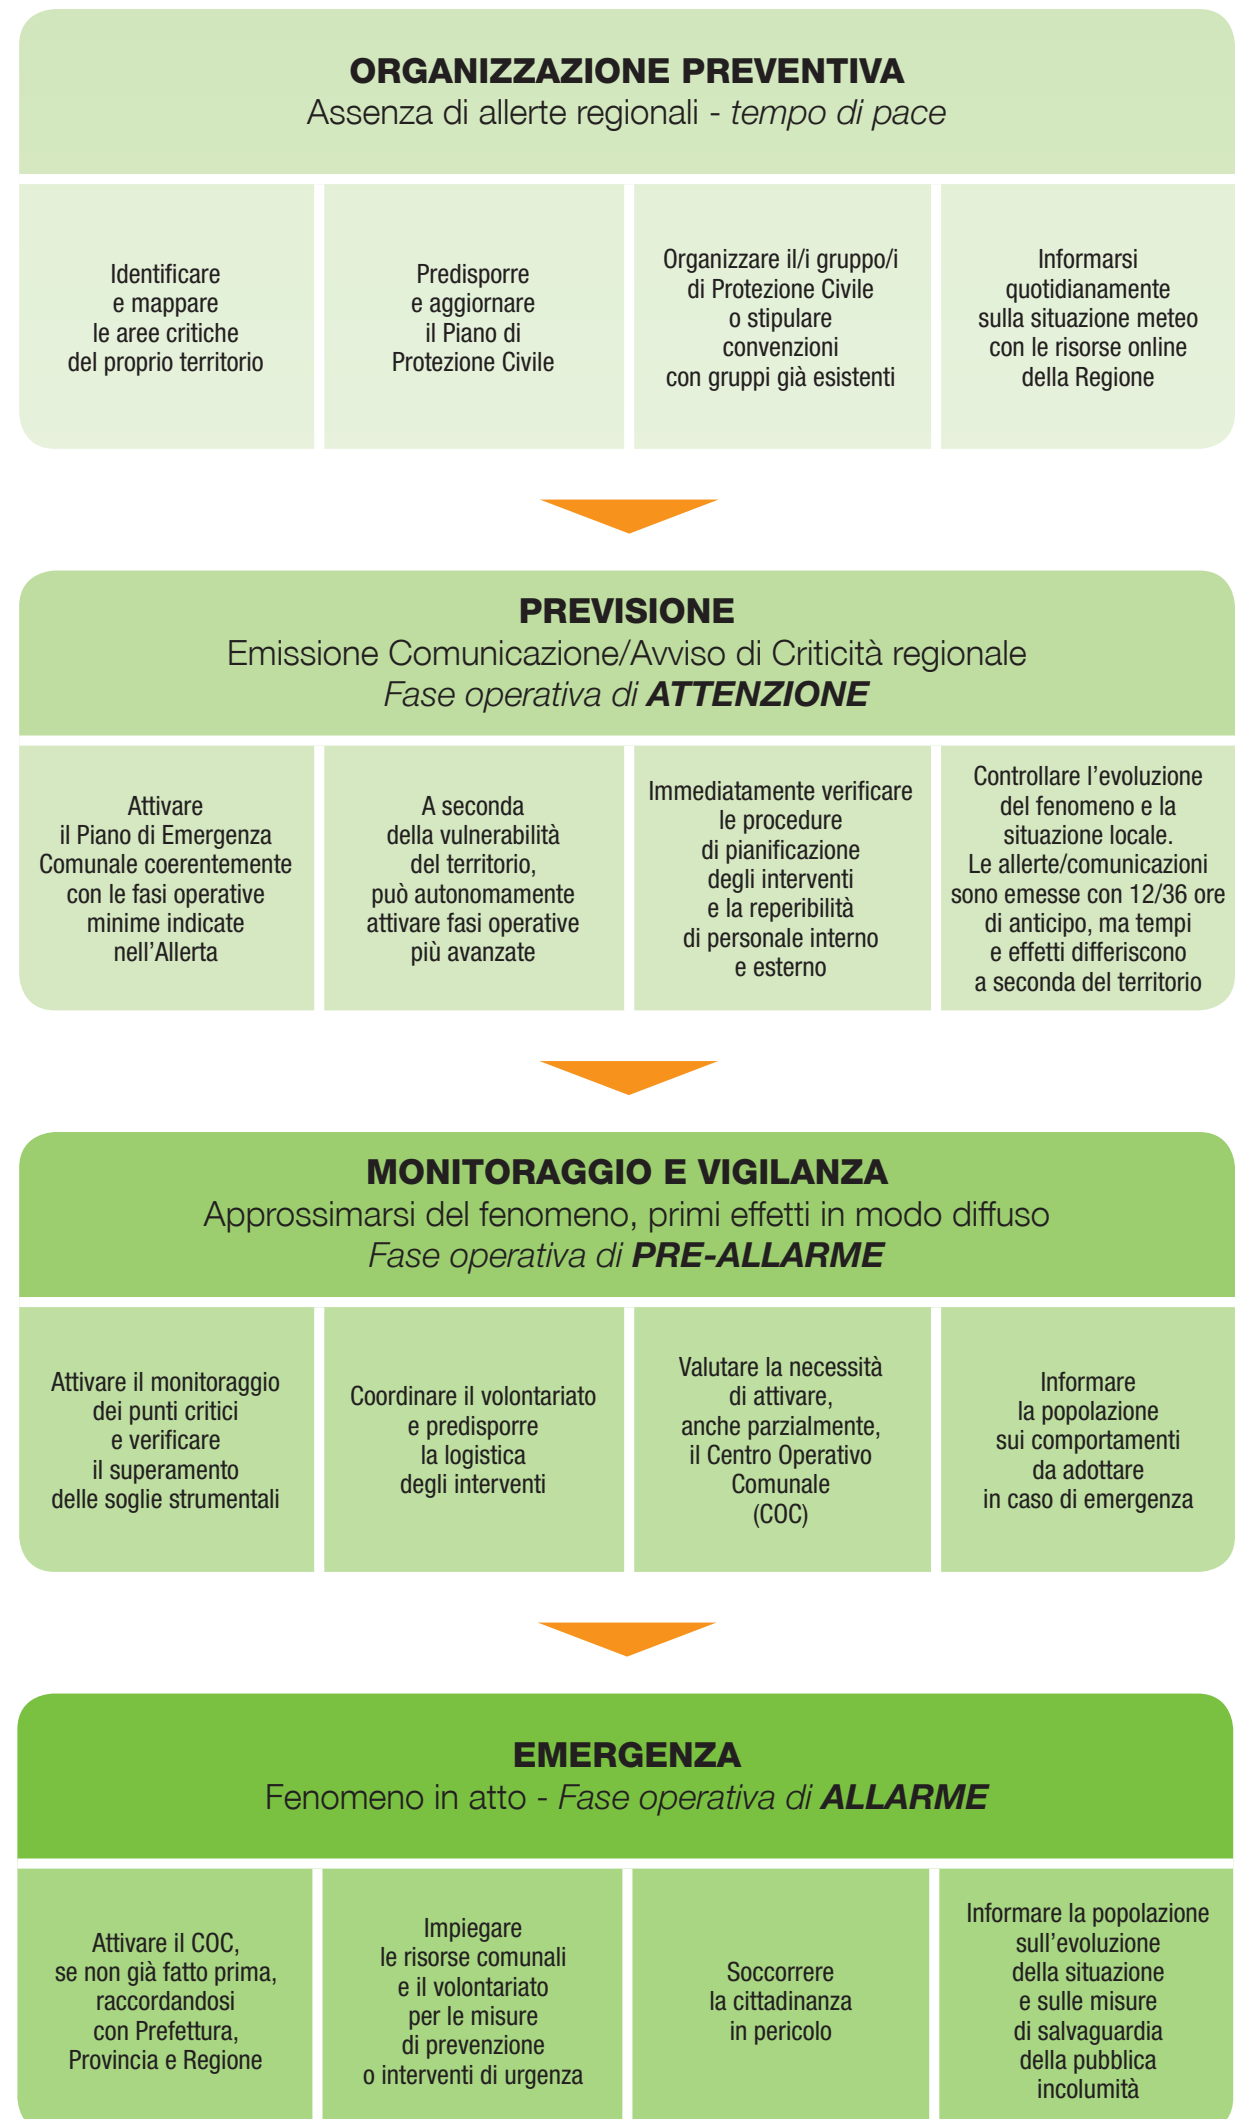 ORGANIZZAZIONE PREVENTIVA
Assenza di allerte regionali - tempo di pace
Identificare
e mappare
le aree critiche
del proprio territorio
Predisporre
e aggiornare
il Piano di
Protezione Civile
Organizzare il/i gruppo/i
di Protezione Civile
o stipulare
convenzioni
con gruppi già esistenti
Informarsi
quotidianamente
sulla situazione meteo
con le risorse online
della Regione
PREVISIONE
Emissione Comunicazione/Avviso di Criticità regionale
Fase operativa di ATTENZIONE
Attivare
il Piano di Emergenza
Comunale coerentemente
con le fasi operative
minime indicate
nell'Allerta
A seconda
della vulnerabilità
del territorio,
può autonomamente
attivare fasi operative
più avanzate
Immediatamente verificare
le procedure
di pianificazione
degli interventi
e la reperibilità
di personale interno
e esterno
Controllare l'evoluzione
del fenomeno e la
situazione locale.
Le allerte/comunicazioni
sono emesse con 12/36 ore
di anticipo, ma tempi
e effetti differiscono
a seconda del territorio
MONITORAGGIO E VIGILANZA
Approssimarsi del fenomeno, primi effetti in modo diffuso
Fase operativa di PRE-ALLARME
Attivare il monitoraggio
dei punti critici
e verificare
il superamento
delle soglie strumentali
Coordinare il volontariato
e predisporre
la logistica
degli interventi
Valutare la necessità
di attivare,
anche parzialmente,
il Centro Operativo
Comunale
(COC)
Informare
la popolazione
sui comportamenti
da adottare
in caso di emergenza
EMERGENZA
Fenomeno in atto - Fase operativa di ALLARME
Attivare il COC,
se non già fatto prima,
raccordandosi
con Prefettura,
Provincia e Regione
Impiegare
le risorse comunali
e il volontariato
per le misure
di prevenzione
o interventi di urgenza
Soccorrere
la cittadinanza
in pericolo
Informare la popolazione
sull'evoluzione
della situazione
e sulle misure
di salvaguardia
della pubblica
incolumità